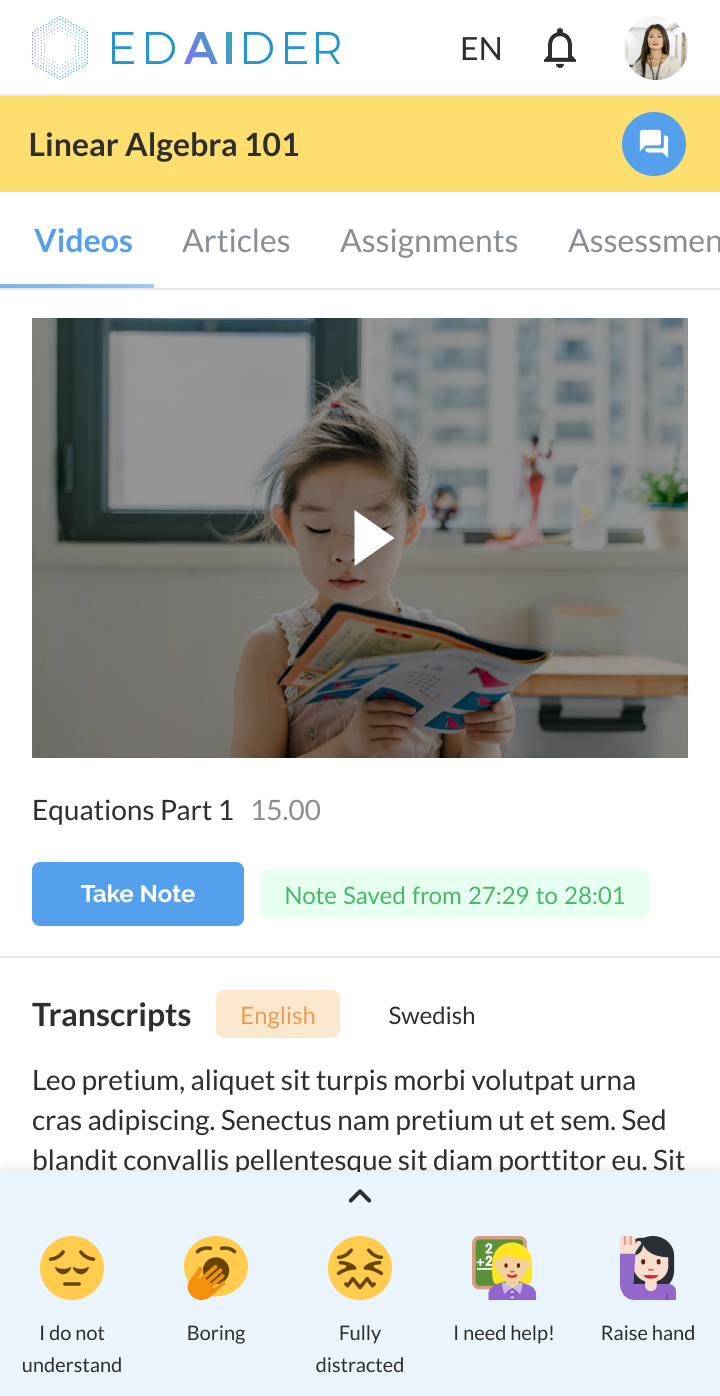 EDAIDER
EN
Linear Algebra 101
Videos Articles Assignments Assessmen
Equations Part 1 15.00
Take Note
Note Saved from 27:29 to 28:01
Transcripts English Swedish
Leo pretium, aliquet sit turpis morbi volutpat urna
cras adipiscing. Senectus nam pretium ut et sem. Sed
blandit convallis pellentesque sit diam porttitor eu. Sit
2
+2
I do not
understand
Boring
Fully
distracted
I need help!
Raise hand